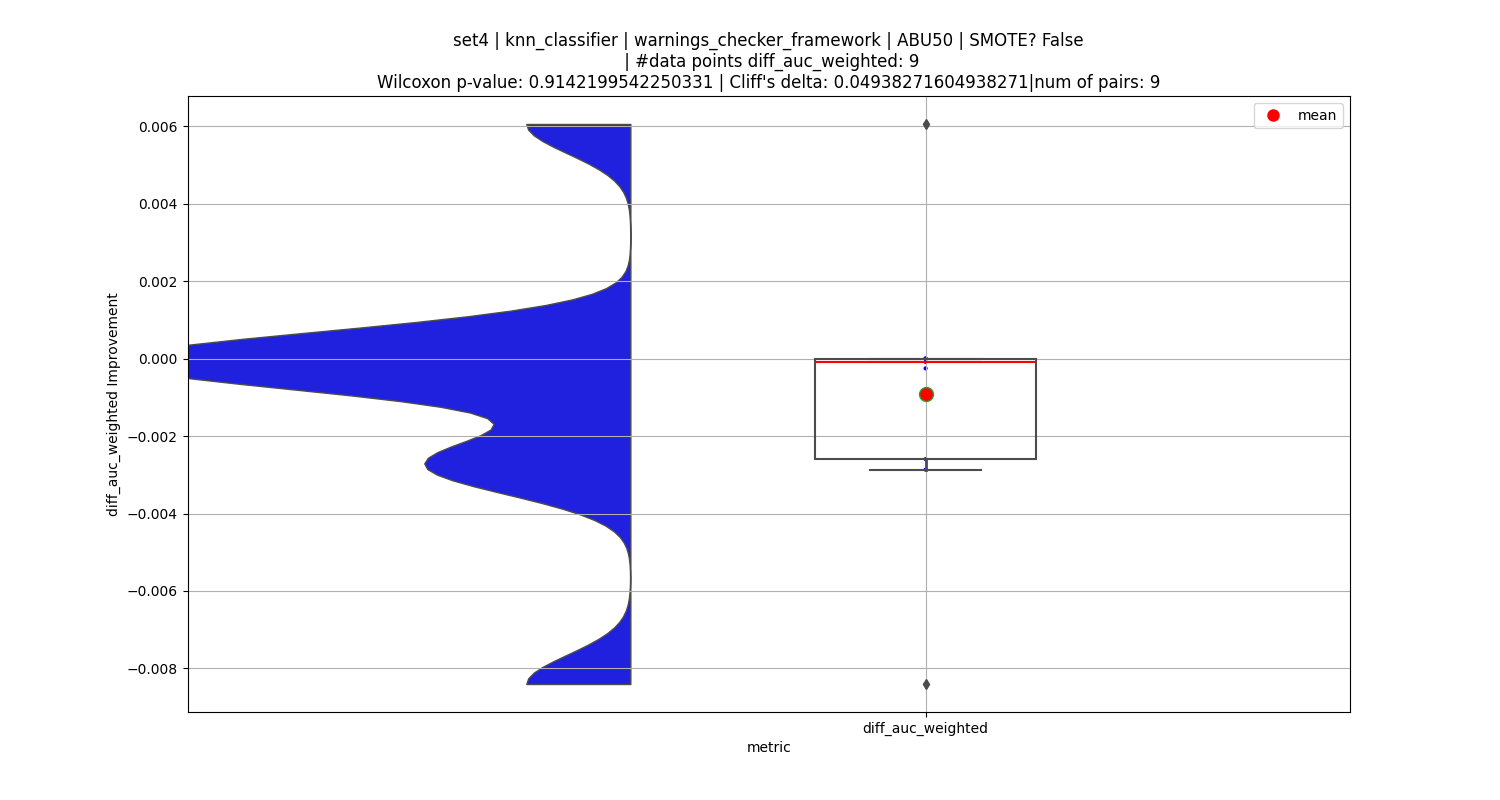 set4 | knn_classifier | warnings_checker_framework | ABU50 | SMOTE? False
| #data points diff_auc_weighted: 9
Wilcoxon p-value: 0.9142199542250331 | Cliff's delta: 0.04938271604938271|num of pairs: 9
mean
0.006
0.004
0.002
0.000
−0.002
−0.004
−0.006
−0.008
diff_auc_weighted Improvement
diff_auc_weighted
metric